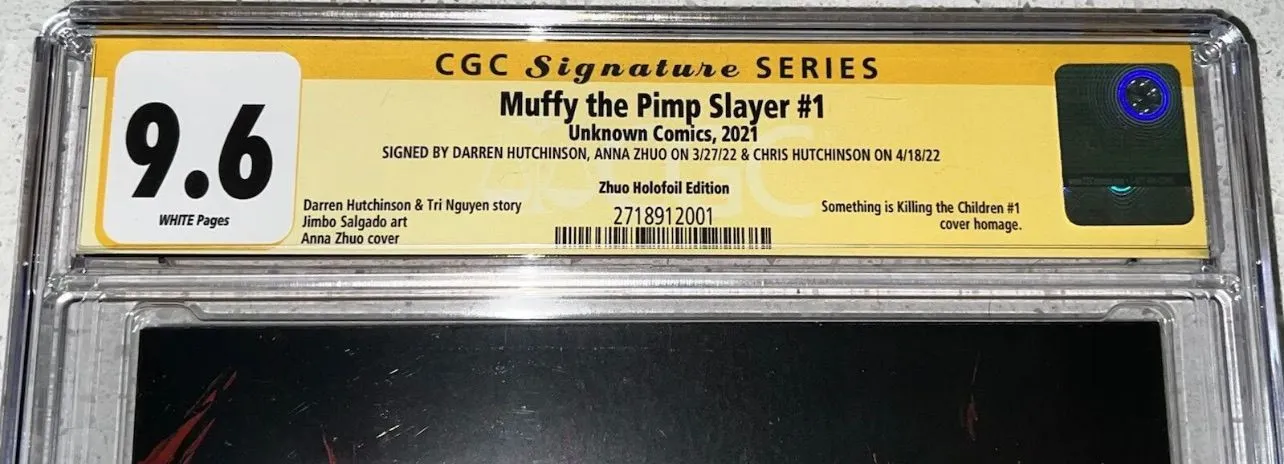 CGC Signature SERIES
9.6
WHITE Pages
Muffy the Pimp Slayer #1
Unknown Comics, 2021
SIGNED BY DARREN HUTCHINSON, ANNA ZHUO ON 3/27/22 & CHRIS HUTCHINSON ON 4/18/22
Zhuo Holofoil Edition
Darren Hutchinson & Tri Nguyen story
Jimbo Salgado art
Anna Zhuo cover
2718912001
Something is Killing the Children #1
cover homage.
CGC